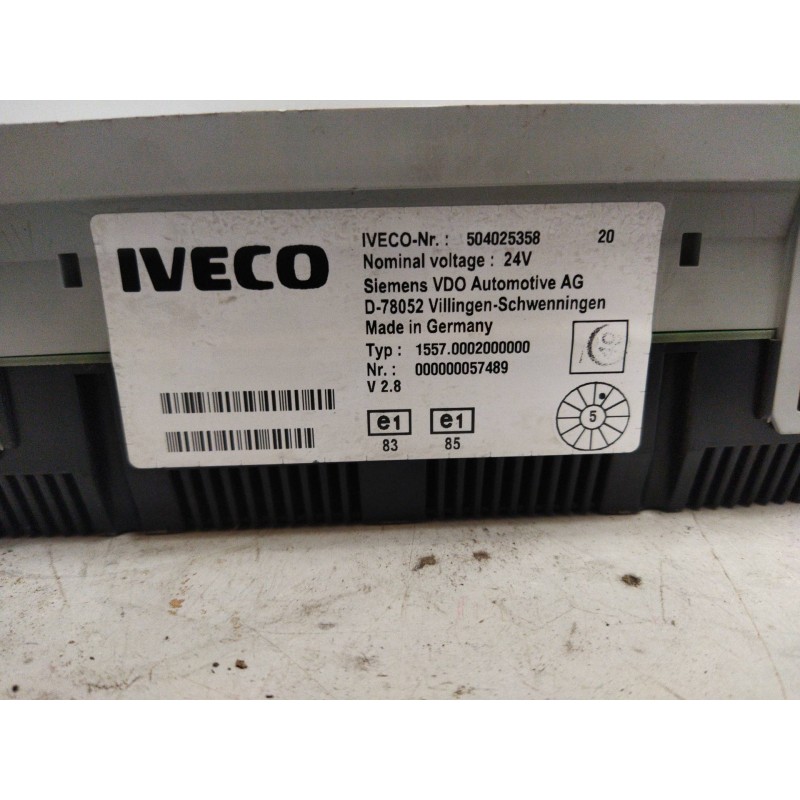 IVECO
IVECO-Nr. : 504025358 20
Nominal voltage : 24V
Siemens VDO Automotive AG
D-78052 Villingen-Schwenningen
Made in Germany
Typ : 1557.0002000000
Nr. : 000000057489
V 2.8
e1 e1
83 85
5